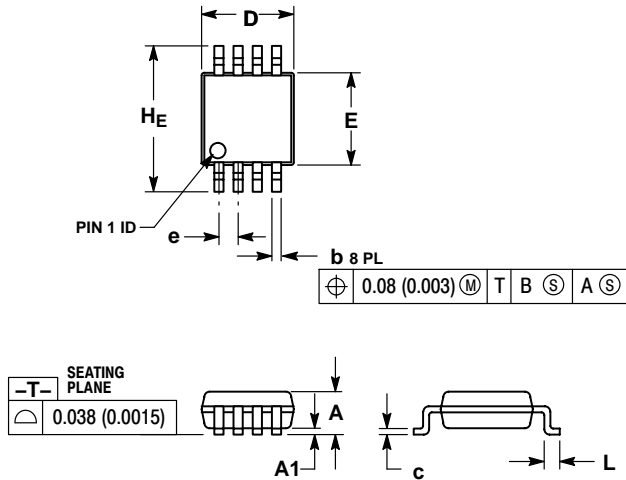 D
HE
E
PIN 1 ID
e
b 8 PL
⌖ 0.08 (0.003) Ⓜ T B Ⓢ A Ⓢ
–T– SEATING PLANE
⌓ 0.038 (0.0015)
A
A1
c
L